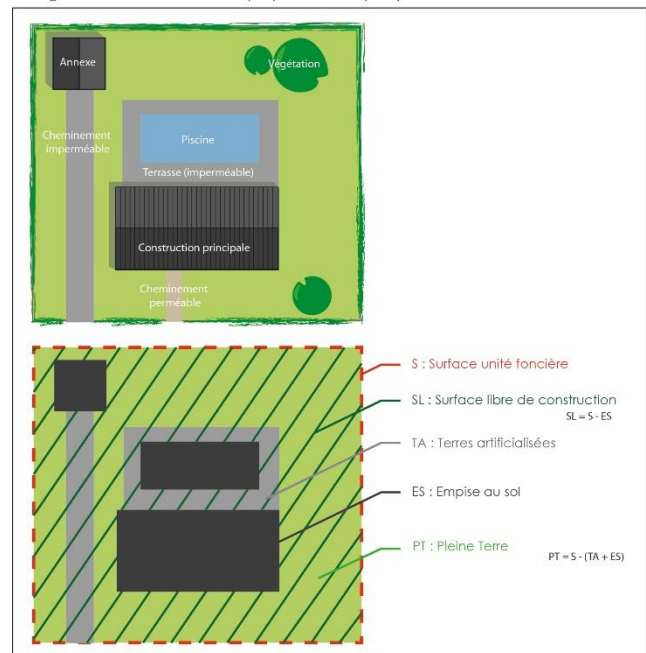 Annexe
Végétation
Cheminement
imperméable
Piscine
Terrasse (imperméable)
Construction principale
Cheminement
perméable
S : Surface unité foncière
SL : Surface libre de construction
SL = S - ES
TA : Terres artificialisées
ES : Empise au sol
PT : Pleine Terre
PT = S - (TA + ES)